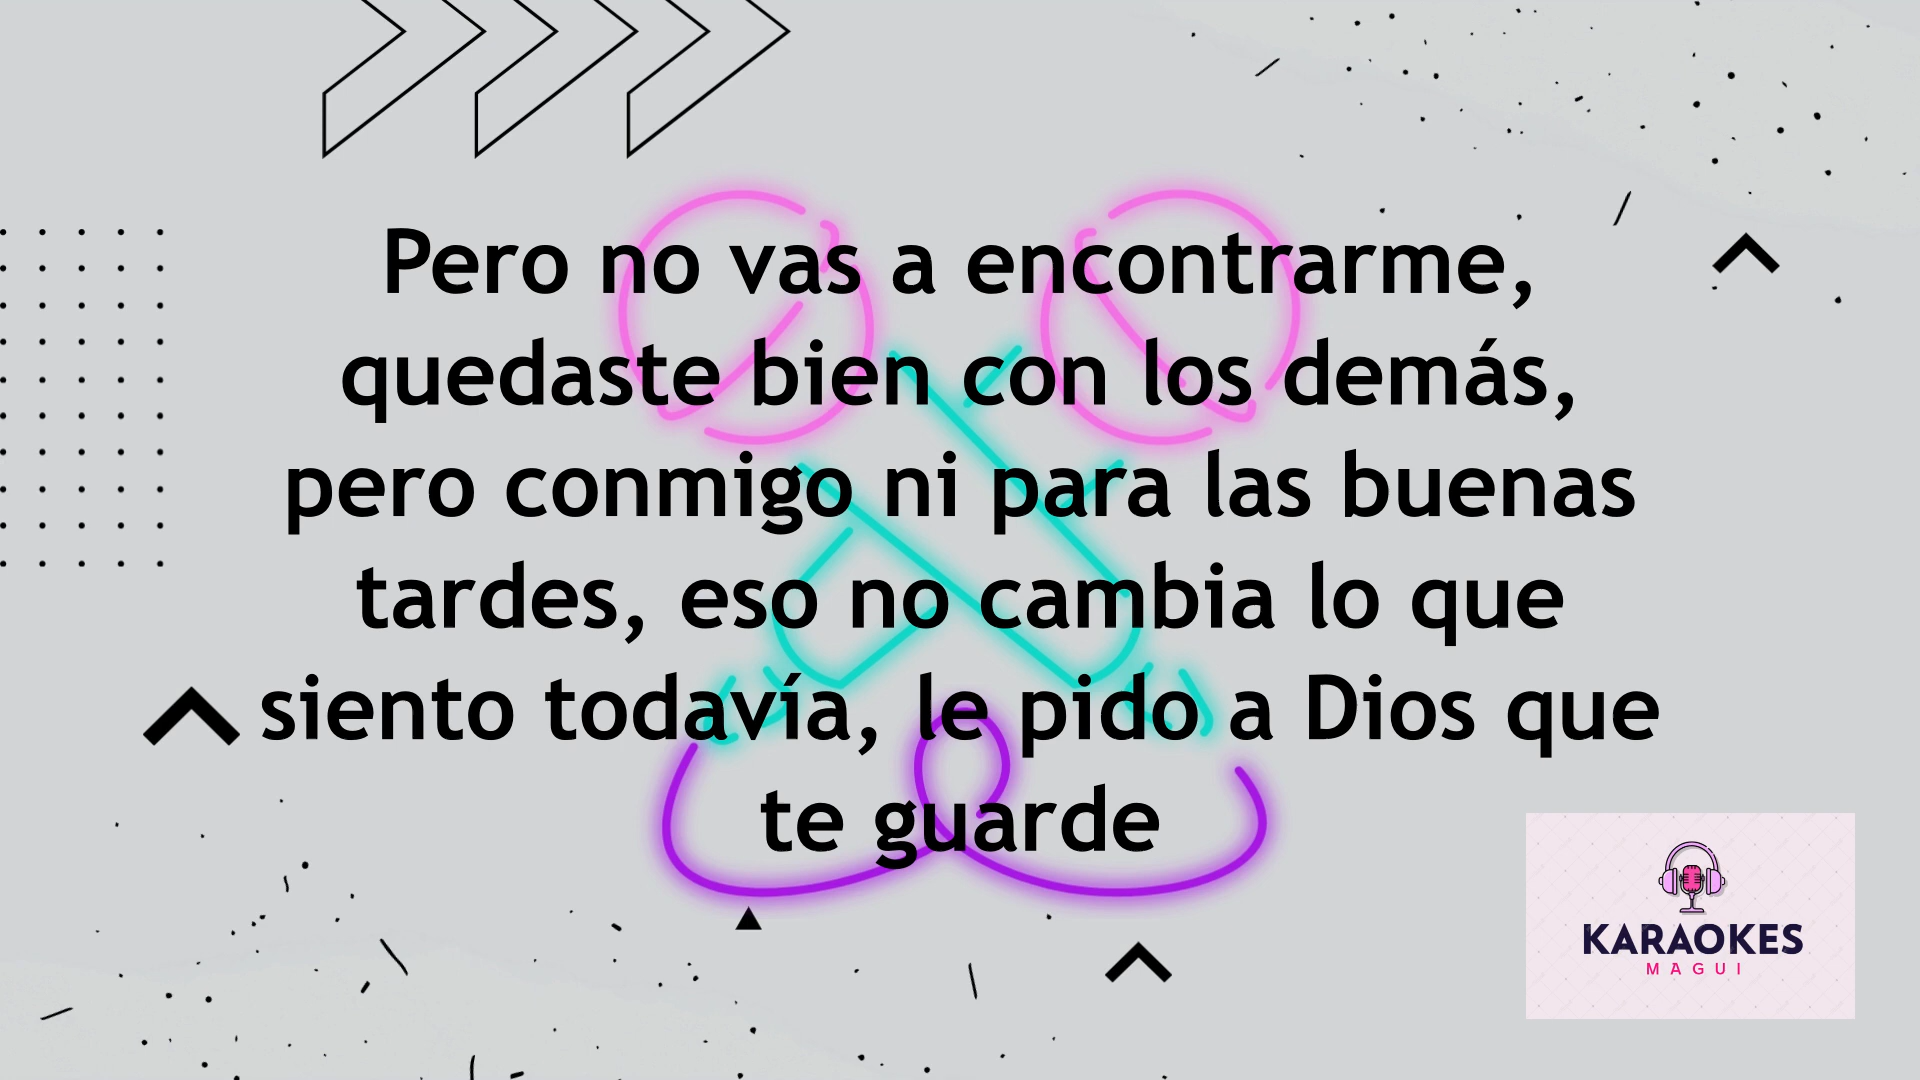 Pero no vas a encontrarme,
quedaste bien con los demás,
pero conmigo ni para las buenas
tardes, eso no cambia lo que
siento todavía, le pido a Dios que
te guarde
KARAOKES
MAGUI